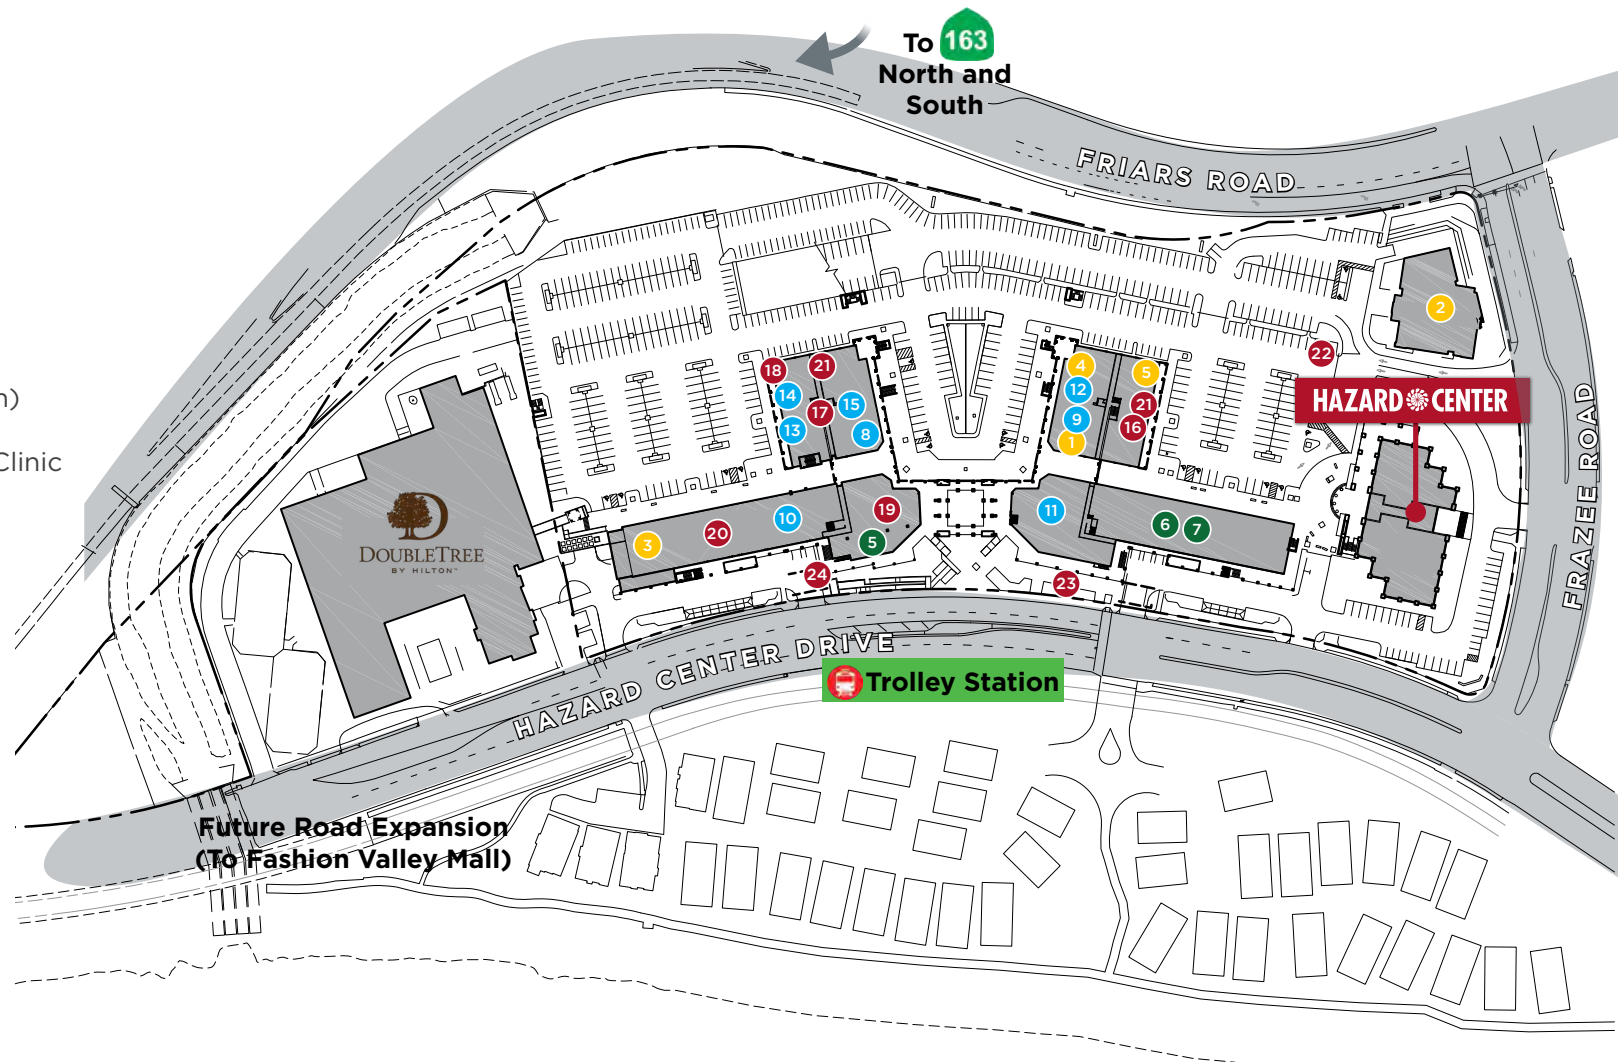 To 163
North and
South
FRIARS ROAD
2
22
HAZARD CENTER
FRAZEE ROAD
18
21
14
17
15
13
8
4
5
12
21
9
16
1
n)
Clinic
D
DOUBLETREE
BY HILTON™
3
20
10
19
5
11
6
7
24
23
HAZARD CENTER DRIVE
Trolley Station
Future Road Expansion
(To Fashion Valley Mall)